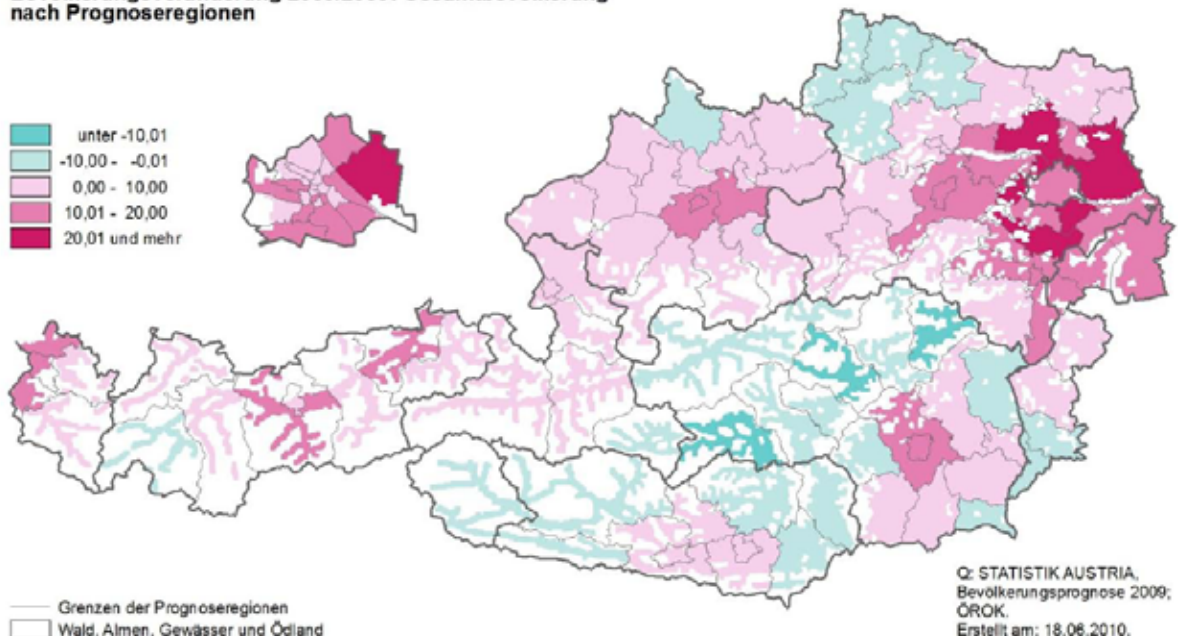 nach Prognoseregionen
unter -10,01
-10,00 - -0,01
0,00 - 10,00
10,01 - 20,00
20,01 und mehr
Grenzen der Prognoseregionen
Wald, Almen, Gewässer und Ödland
Q: STATISTIK AUSTRIA,
Bevölkerungsprognose 2009;
ÖROK.
Erstellt am: 18.06.2010.